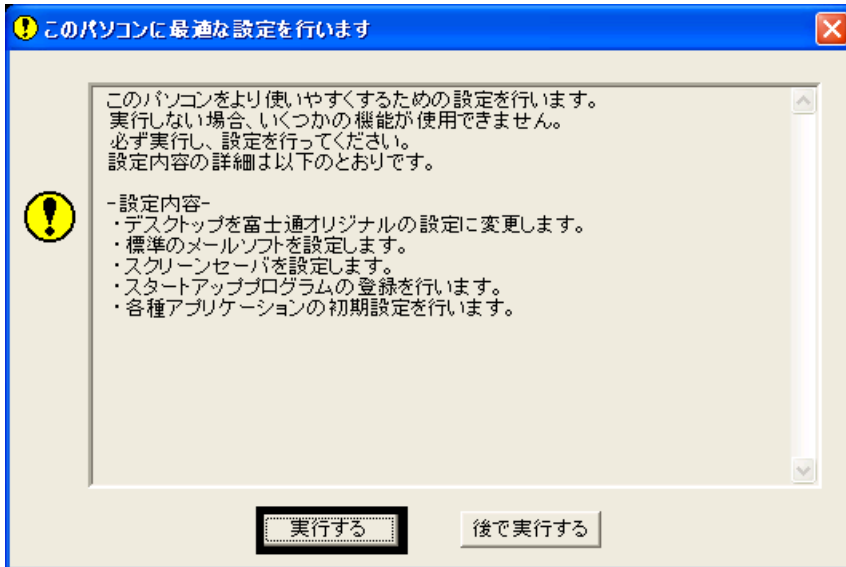 このパソコンに最適な設定を行います
このパソコンをより使いやすくするための設定を行います。
実行しない場合、いくつかの機能が使用できません。
必ず実行し、設定を行ってください。
設定内容の詳細は以下のとおりです。
-設定内容-
・デスクトップを富士通オリジナルの設定に変更します。
・標準のメールソフトを設定します。
・スクリーンセーバを設定します。
・スタートアッププログラムの登録を行います。
・各種アプリケーションの初期設定を行います。
実行する
後で実行する